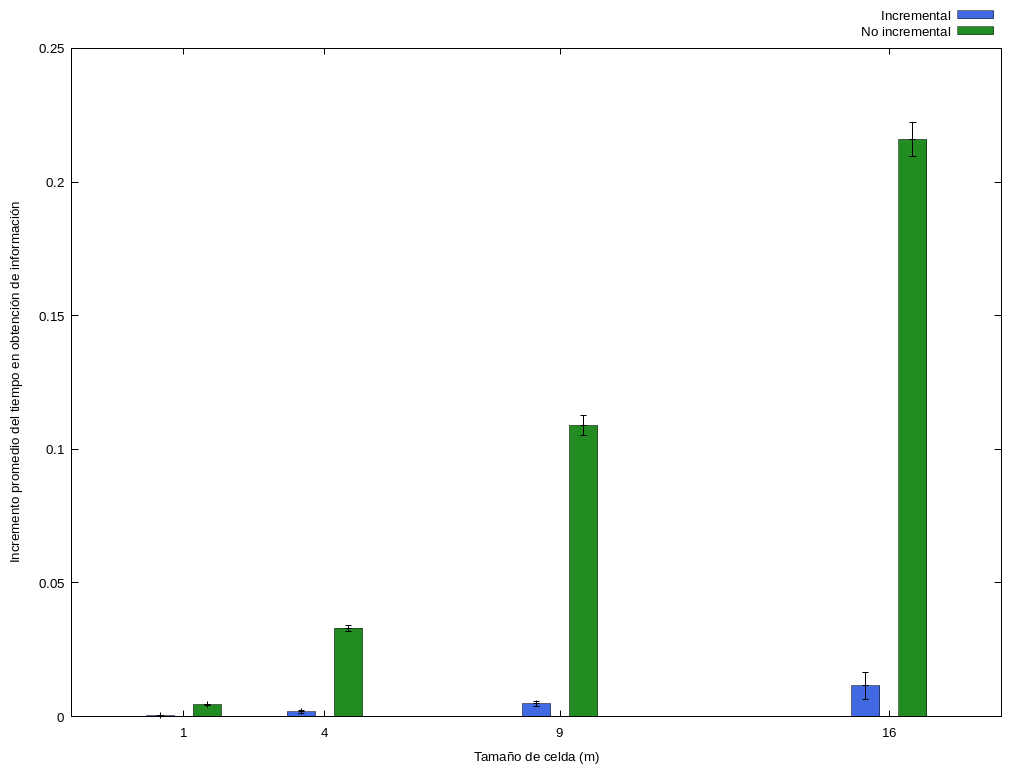 Incremental
No incremental
0.25
0.2
0.15
0.1
0.05
0
Incremento promedio del tiempo en obtención de información
1 4 9 16
Tamaño de celda (m)